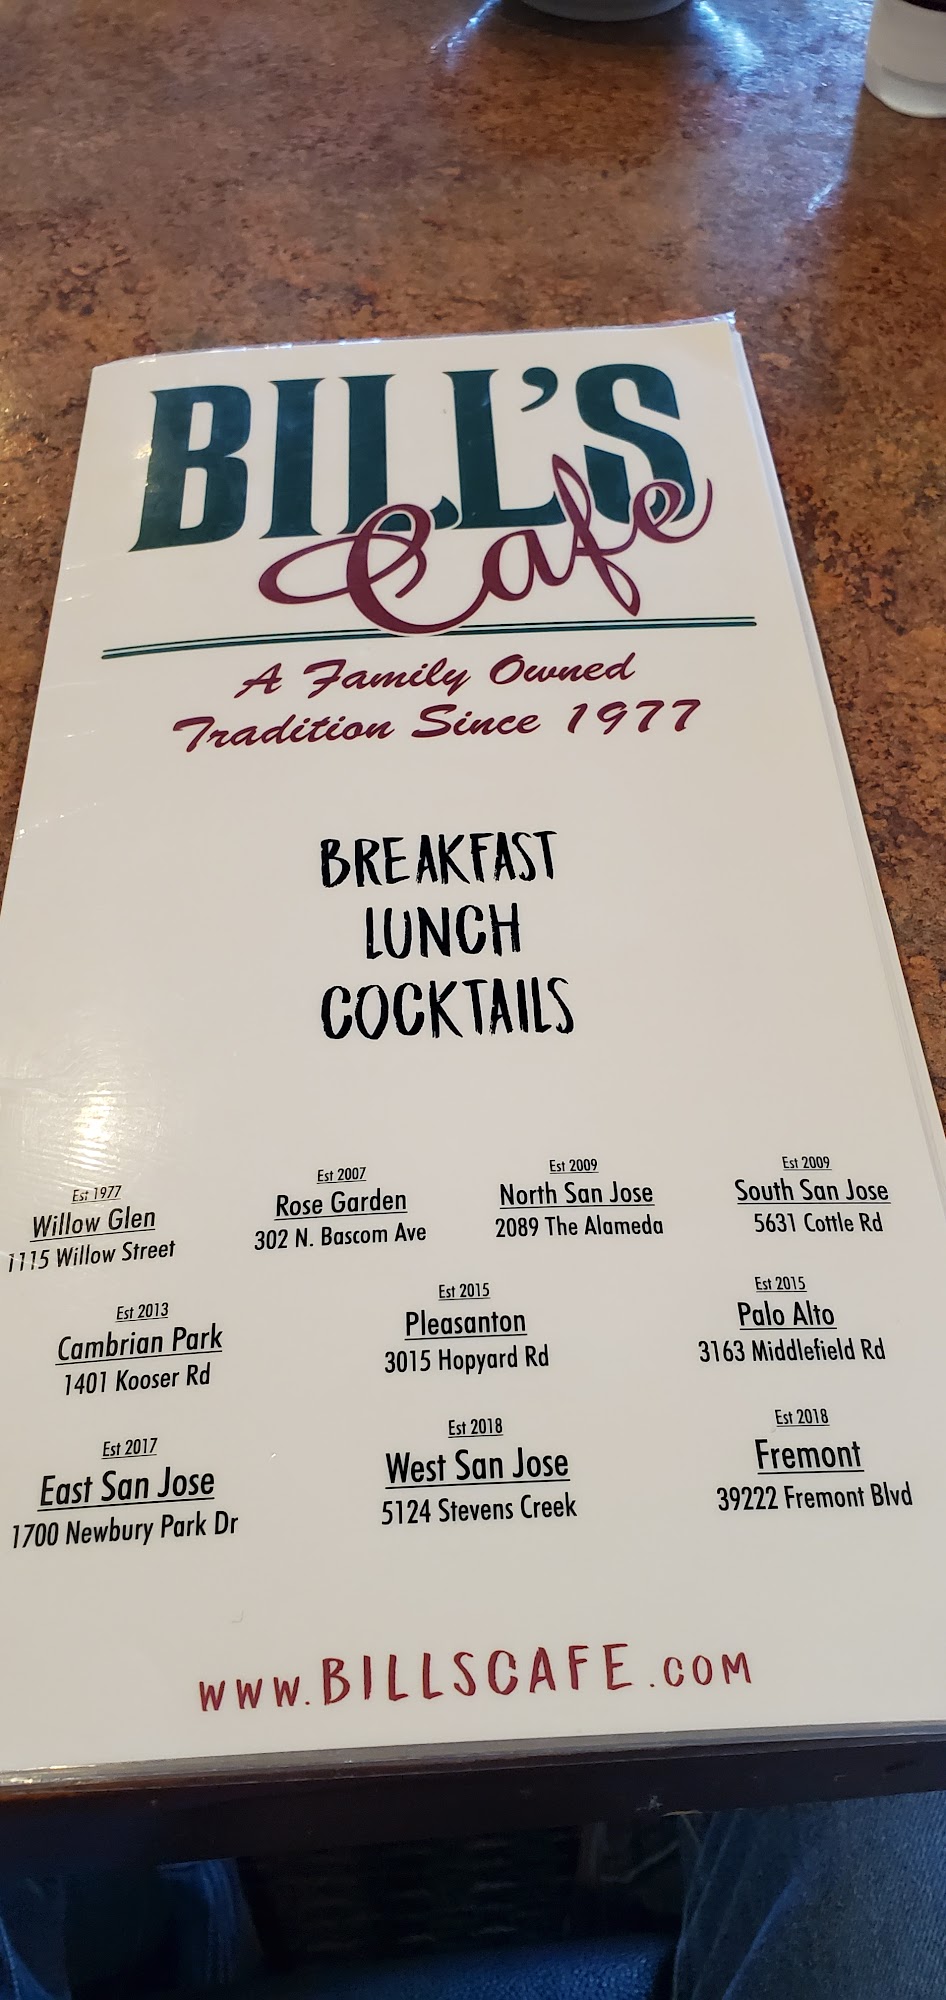 BILL'S
Cafe
A Family Owned
Tradition Since 1977
BREAKFAST
LUNCH
COCKTAILS
Est 1977
Willow Glen
1115 Willow Street
Est 2007
Rose Garden
302 N. Bascom Ave
Est 2009
North San Jose
2089 The Alameda
Est 2009
South San Jose
5631 Cottle Rd
Est 2013
Cambrian Park
1401 Kooser Rd
Est 2015
Pleasanton
3015 Hopyard Rd
Est 2015
Palo Alto
3163 Middlefield Rd
Est 2017
East San Jose
1700 Newbury Park Dr
Est 2018
West San Jose
5124 Stevens Creek
Est 2018
Fremont
39222 Fremont Blvd
www.BILLSCAFE.COM